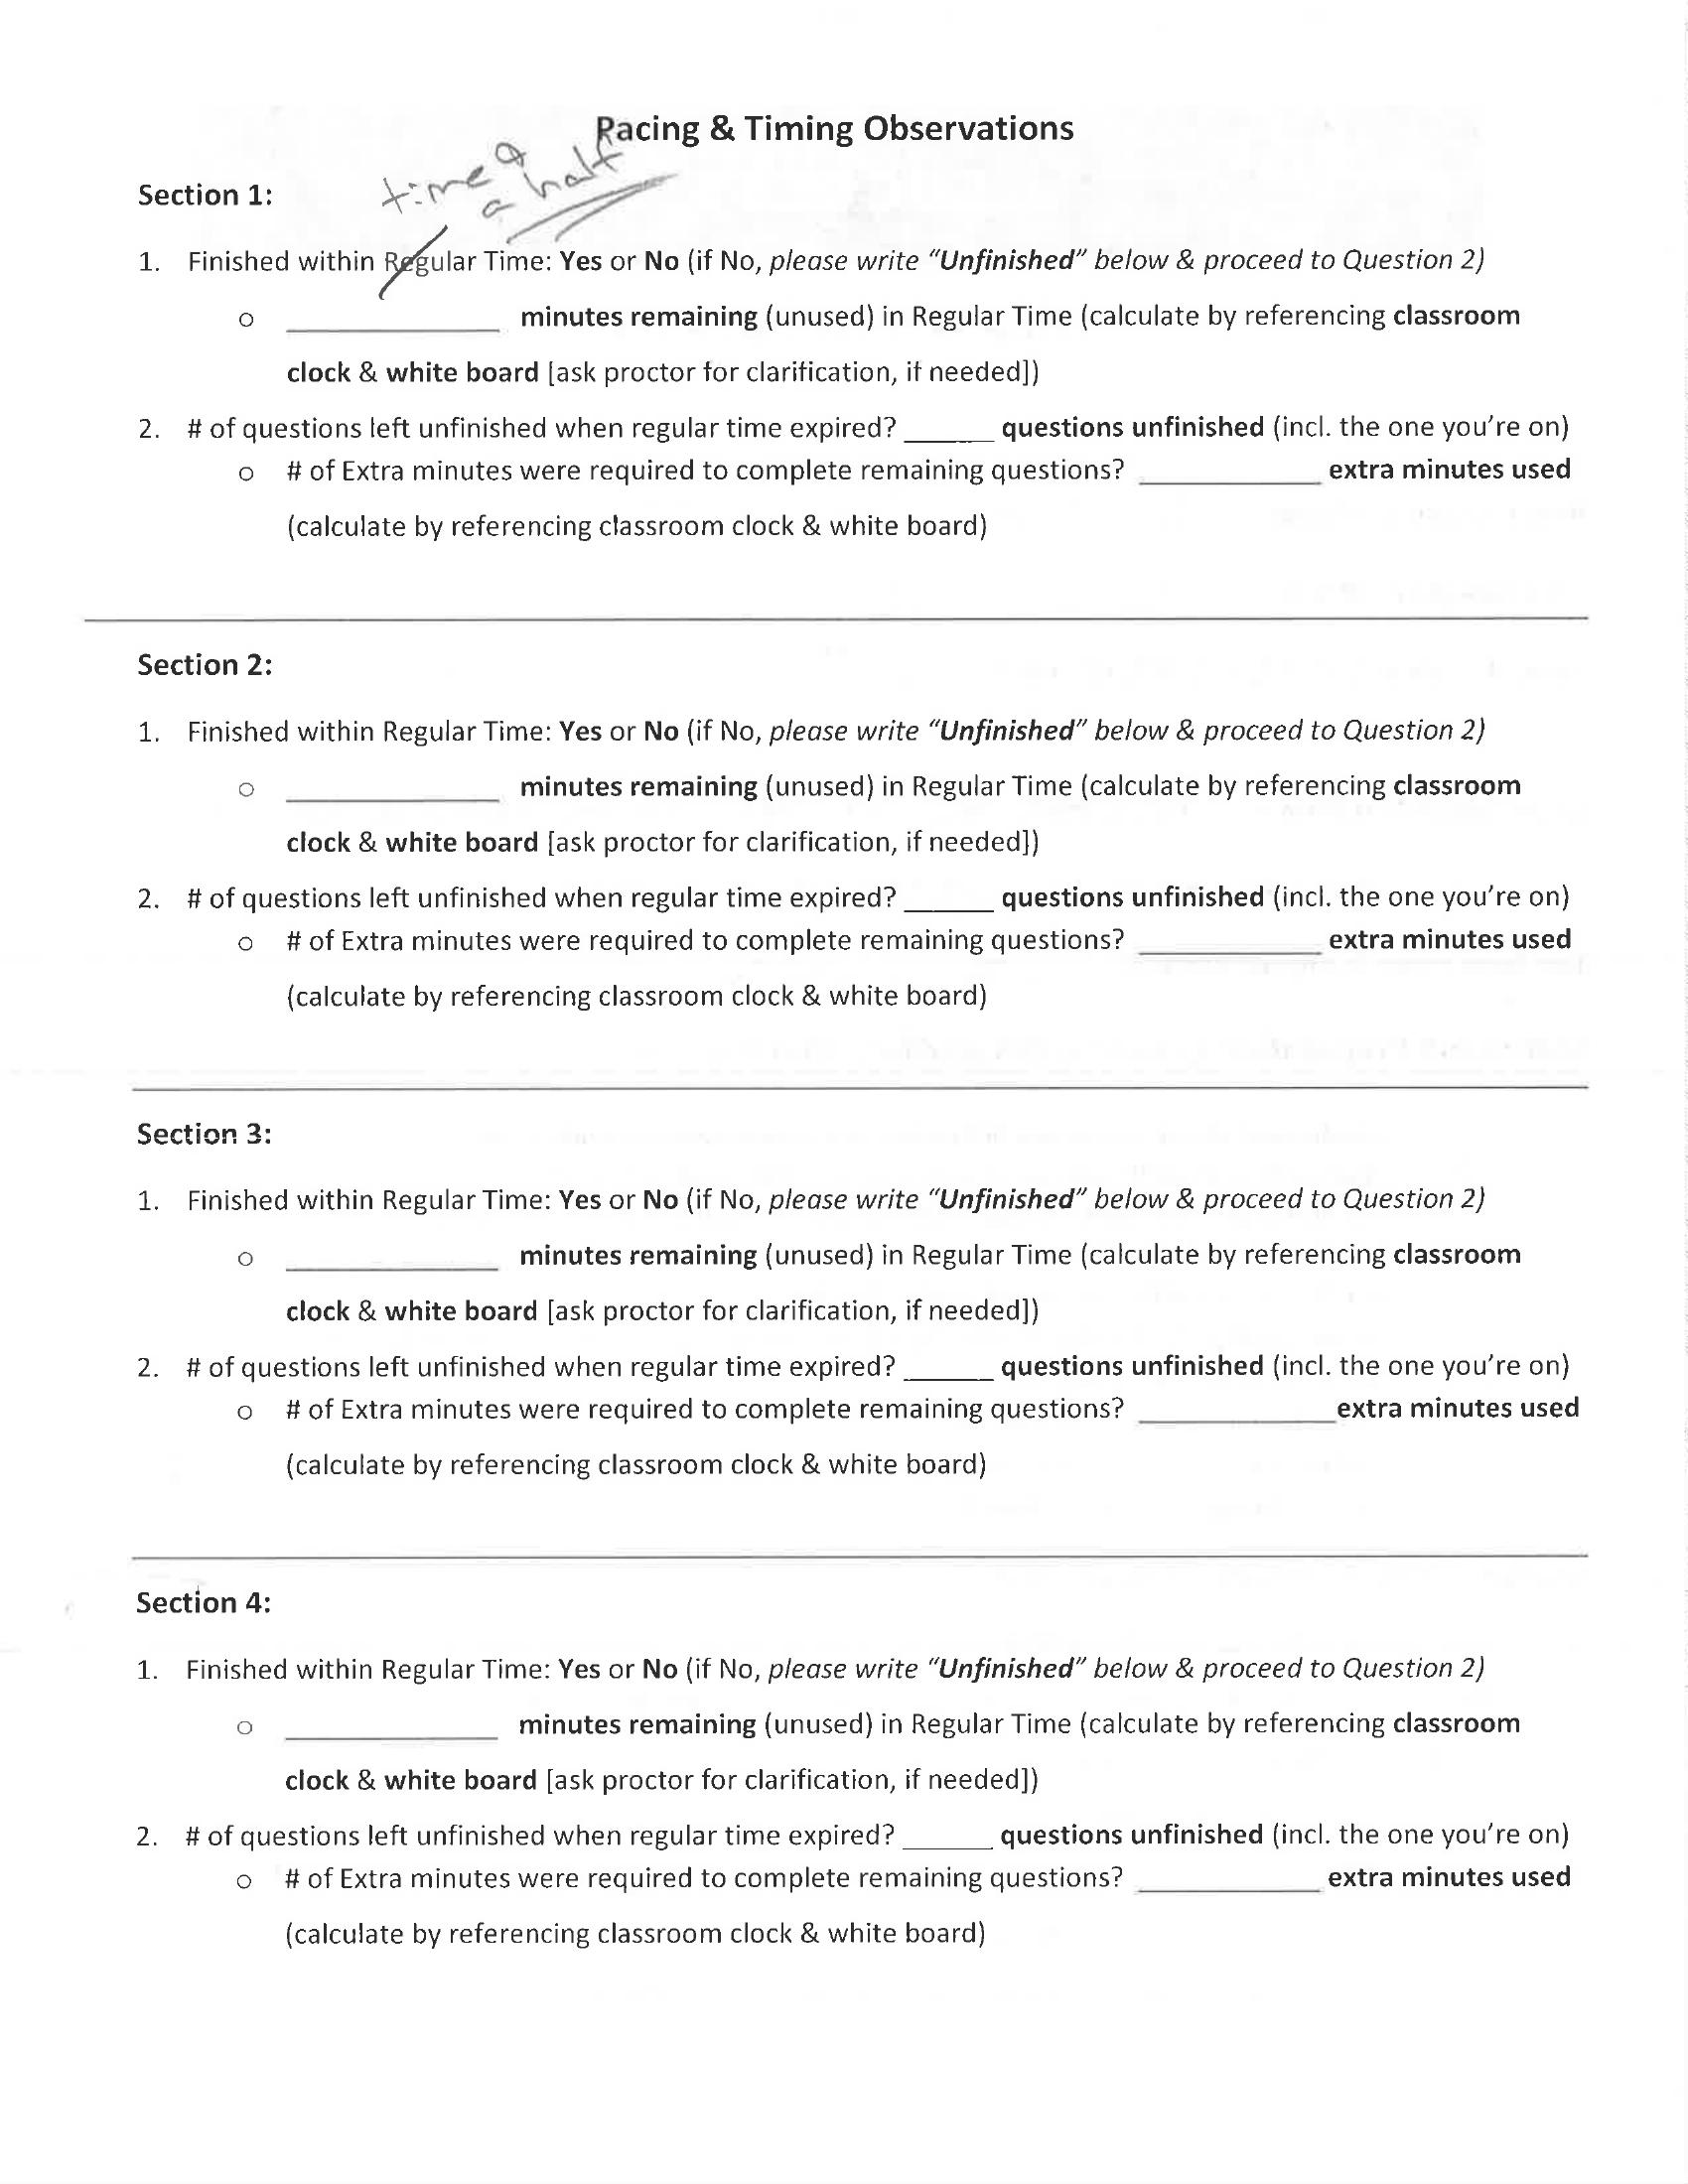 Pacing & Timing Observations
time &
a half
Section 1:
1. Finished within Regular Time: Yes or No (if No, please write “Unfinished” below & proceed to Question 2)
o ____________ minutes remaining (unused) in Regular Time (calculate by referencing classroom
clock & white board [ask proctor for clarification, if needed])
2. # of questions left unfinished when regular time expired? _____ questions unfinished (incl. the one you’re on)
o # of Extra minutes were required to complete remaining questions? __________ extra minutes used
(calculate by referencing classroom clock & white board)
Section 2:
1. Finished within Regular Time: Yes or No (if No, please write “Unfinished” below & proceed to Question 2)
o ____________ minutes remaining (unused) in Regular Time (calculate by referencing classroom
clock & white board [ask proctor for clarification, if needed])
2. # of questions left unfinished when regular time expired? _____ questions unfinished (incl. the one you’re on)
o # of Extra minutes were required to complete remaining questions? __________ extra minutes used
(calculate by referencing classroom clock & white board)
Section 3:
1. Finished within Regular Time: Yes or No (if No, please write “Unfinished” below & proceed to Question 2)
o ____________ minutes remaining (unused) in Regular Time (calculate by referencing classroom
clock & white board [ask proctor for clarification, if needed])
2. # of questions left unfinished when regular time expired? _____ questions unfinished (incl. the one you’re on)
o # of Extra minutes were required to complete remaining questions? ___________extra minutes used
(calculate by referencing classroom clock & white board)
Section 4:
1. Finished within Regular Time: Yes or No (if No, please write “Unfinished” below & proceed to Question 2)
o ____________ minutes remaining (unused) in Regular Time (calculate by referencing classroom
clock & white board [ask proctor for clarification, if needed])
2. # of questions left unfinished when regular time expired? _____ questions unfinished (incl. the one you’re on)
o # of Extra minutes were required to complete remaining questions? __________ extra minutes used
(calculate by referencing classroom clock & white board)